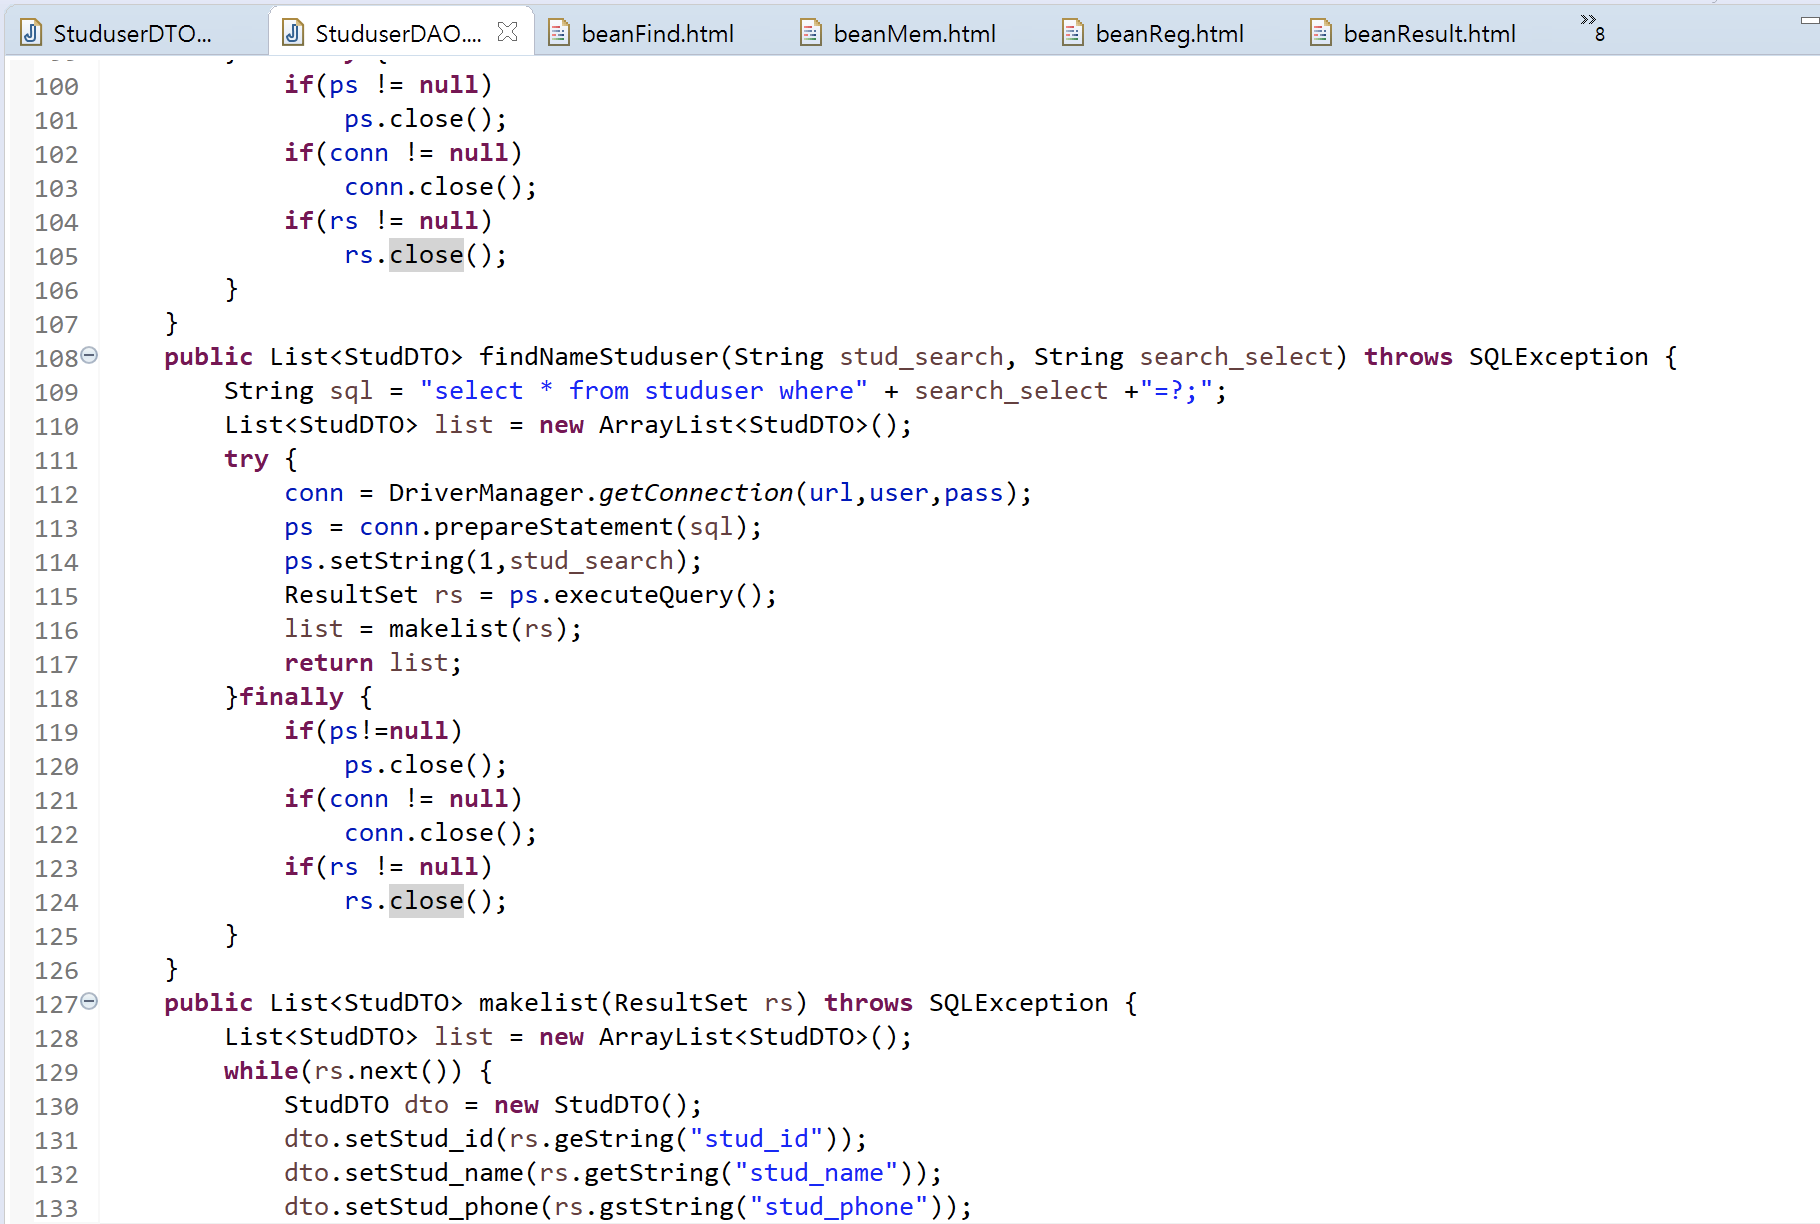 StuduserDTO... StuduserDAO.... beanFind.html beanMem.html beanReg.html beanResult.html »8
100 if(ps != null)
101 ps.close();
102 if(conn != null)
103 conn.close();
104 if(rs != null)
105 rs.close();
106 }
107 }
108 public List<StudDTO> findNameStuduser(String stud_search, String search_select) throws SQLException {
109 String sql = "select * from studuser where" + search_select +"=?;";
110 List<StudDTO> list = new ArrayList<StudDTO>();
111 try {
112 conn = DriverManager.getConnection(url,user,pass);
113 ps = conn.prepareStatement(sql);
114 ps.setString(1,stud_search);
115 ResultSet rs = ps.executeQuery();
116 list = makelist(rs);
117 return list;
118 }finally {
119 if(ps!=null)
120 ps.close();
121 if(conn != null)
122 conn.close();
123 if(rs != null)
124 rs.close();
125 }
126 }
127 public List<StudDTO> makelist(ResultSet rs) throws SQLException {
128 List<StudDTO> list = new ArrayList<StudDTO>();
129 while(rs.next()) {
130 StudDTO dto = new StudDTO();
131 dto.setStud_id(rs.geString("stud_id"));
132 dto.setStud_name(rs.getString("stud_name"));
133 dto.setStud_phone(rs.gstString("stud_phone"));